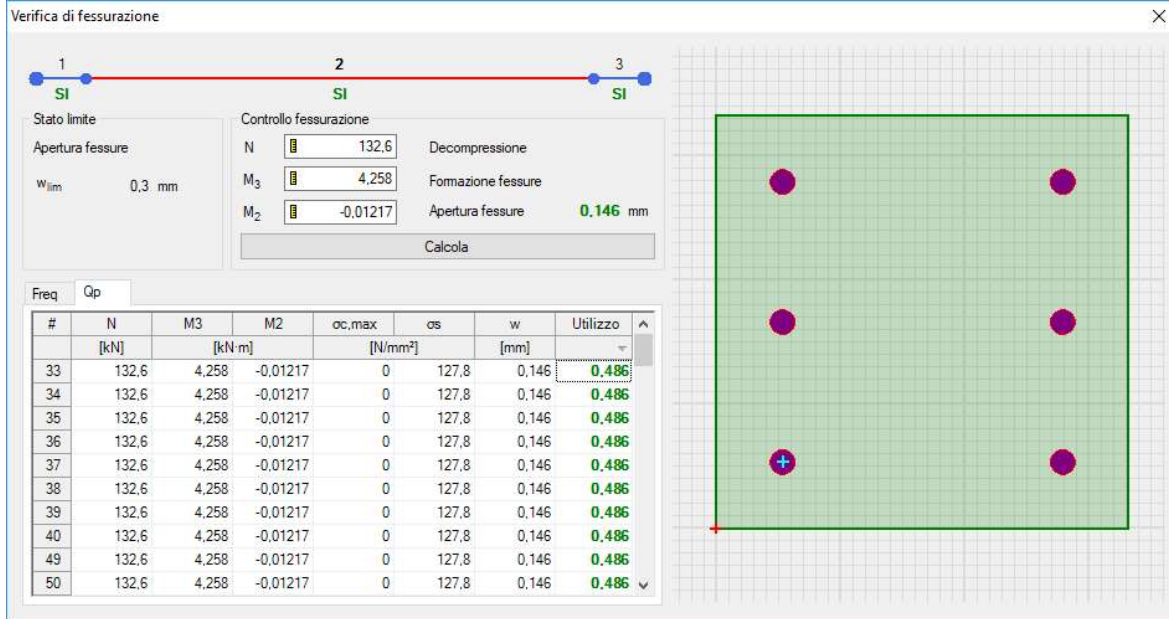 Verifica di fessurazione
1 2 3
SI SI SI
Stato limite
Apertura fessure
wlim 0,3 mm
Controllo fessurazione
N 132,6 Decompressione
M3 4,258 Formazione fessure
M2 -0,01217 Apertura fessure 0,146 mm
Calcola
Freq Qp
# N M3 M2 σc,max σs w Utilizzo
[kN] [kN·m] [N/mm²] [mm]
33 132,6 4,258 -0,01217 0 127,8 0,146 0,486
34 132,6 4,258 -0,01217 0 127,8 0,146 0,486
35 132,6 4,258 -0,01217 0 127,8 0,146 0,486
36 132,6 4,258 -0,01217 0 127,8 0,146 0,486
37 132,6 4,258 -0,01217 0 127,8 0,146 0,486
38 132,6 4,258 -0,01217 0 127,8 0,146 0,486
39 132,6 4,258 -0,01217 0 127,8 0,146 0,486
40 132,6 4,258 -0,01217 0 127,8 0,146 0,486
49 132,6 4,258 -0,01217 0 127,8 0,146 0,486
50 132,6 4,258 -0,01217 0 127,8 0,146 0,486